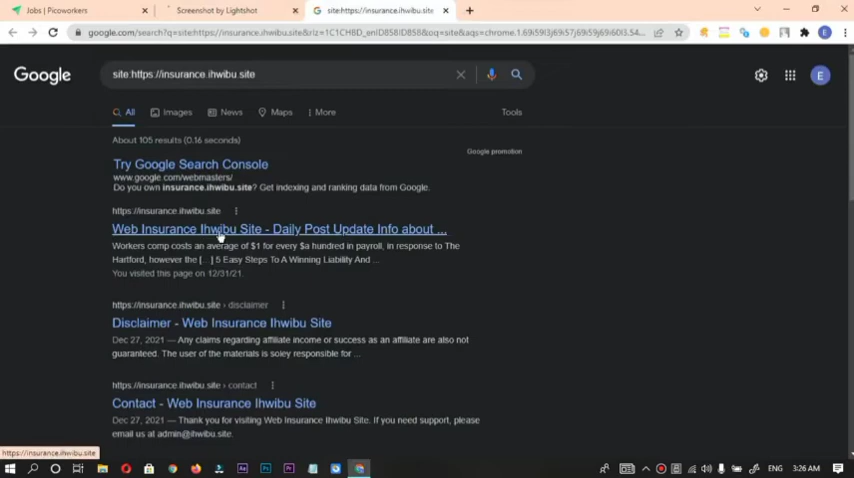 Jobs | Picoworkers
Screenshot by Lightshot
site:https://insurance.ihwibu.site
google.com/search?q=site:https://insurance.ihwibu.site&rlz=1C1CHBD_enID858ID858&oq=site&aqs=chrome.1.69i59l3j69i57j69i59j69i60l3.54...
Google
site:https://insurance.ihwibu.site
E
All
Images
News
Maps
More
Tools
About 105 results (0.16 seconds)
Google promotion
Try Google Search Console
www.google.com/webmasters/
Do you own insurance.ihwibu.site? Get indexing and ranking data from Google.
https://insurance.ihwibu.site
Web Insurance Ihwibu Site - Daily Post Update Info about ...
Workers comp costs an average of $1 for every $a hundred in payroll, in response to The
Hartford, however the [...] 5 Easy Steps To A Winning Liability And ...
You visited this page on 12/31/21.
https://insurance.ihwibu.site › disclaimer
Disclaimer - Web Insurance Ihwibu Site
Dec 27, 2021 — Any claims regarding affiliate income or success as an affiliate are also not
guaranteed. The user of the materials is soley responsible for ...
https://insurance.ihwibu.site › contact
Contact - Web Insurance Ihwibu Site
Dec 27, 2021 — Thank you for visiting Web Insurance Ihwibu Site. If you need support, please
email us at admin@ihwibu.site.
https://insurance.ihwibu.site
ENG
3:26 AM